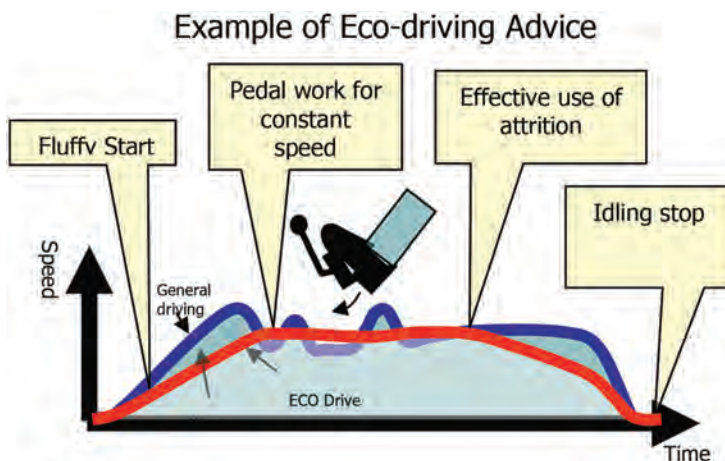 Example of Eco-driving Advice
Pedal work for
constant
speed
Effective use of
attrition
Fluffv Start
Idling stop
Speed
General
driving
ECO Drive
Time